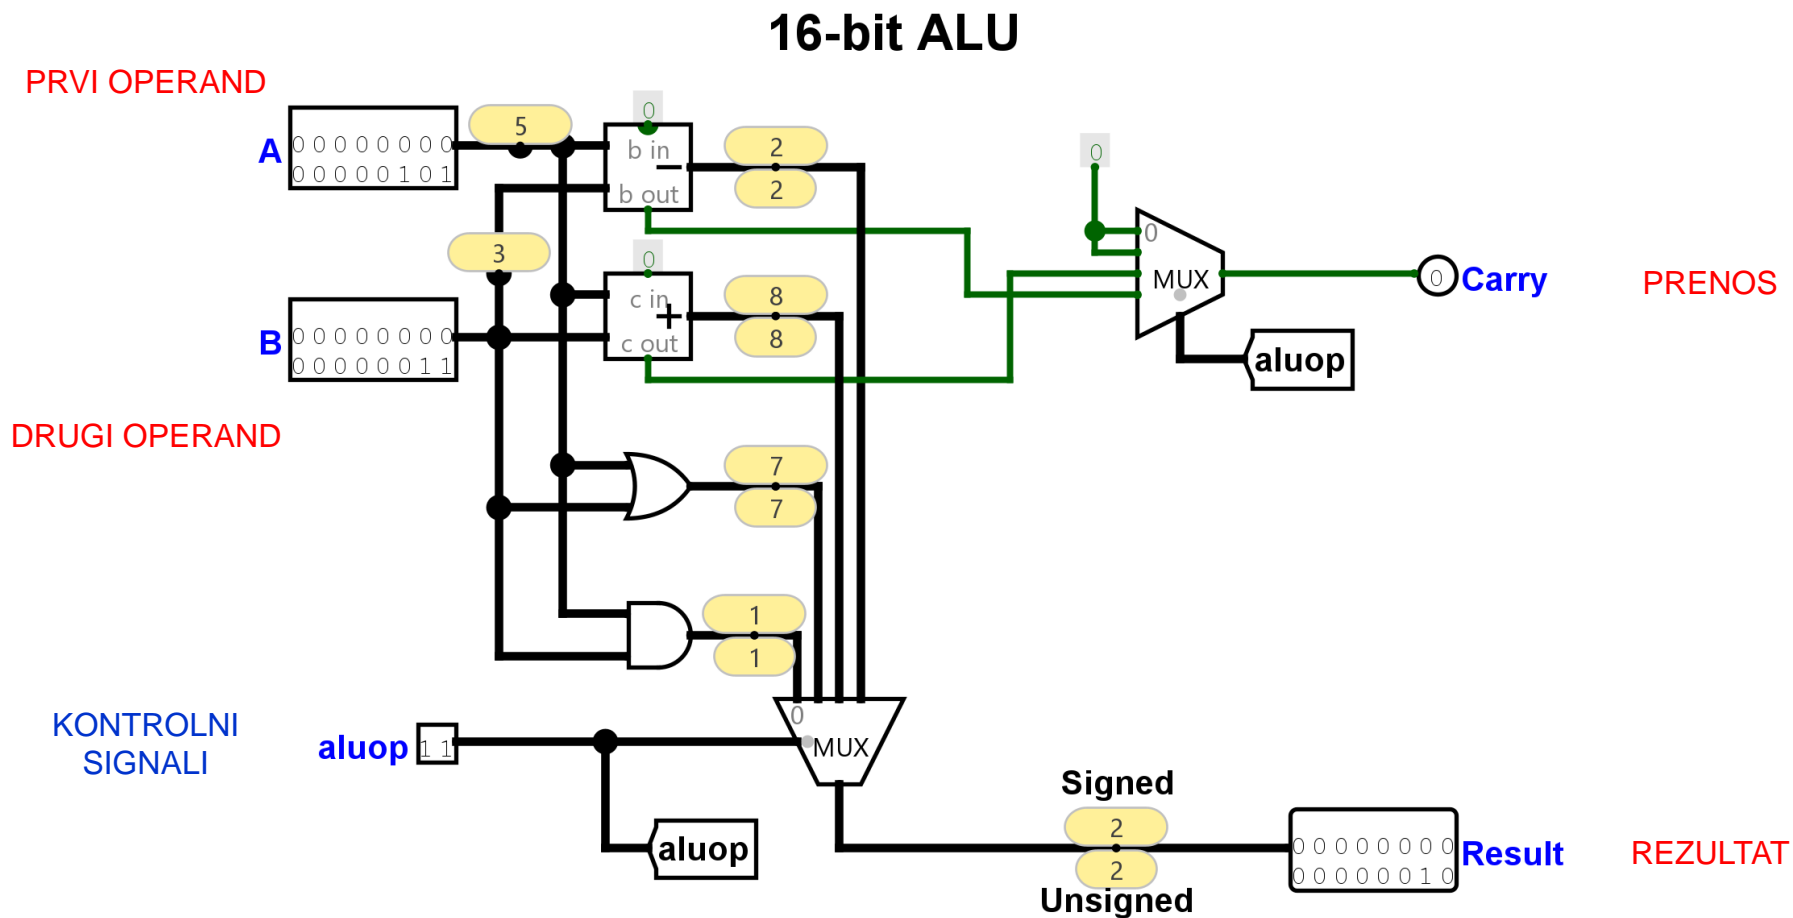 16-bit ALU
PRVI OPERAND
A
0 0 0 0 0 0 0 0
0 0 0 0 0 1 0 1
5
0
b in
−
b out
2
2
0
0
MUX
0
Carry
PRENOS
aluop
3
B
0 0 0 0 0 0 0 0
0 0 0 0 0 0 1 1
0
c in
+
c out
8
8
DRUGI OPERAND
7
7
1
1
KONTROLNI
SIGNALI
aluop
1 1
0
MUX
aluop
Signed
2
2
Unsigned
0 0 0 0 0 0 0 0
0 0 0 0 0 0 1 0
Result
REZULTAT